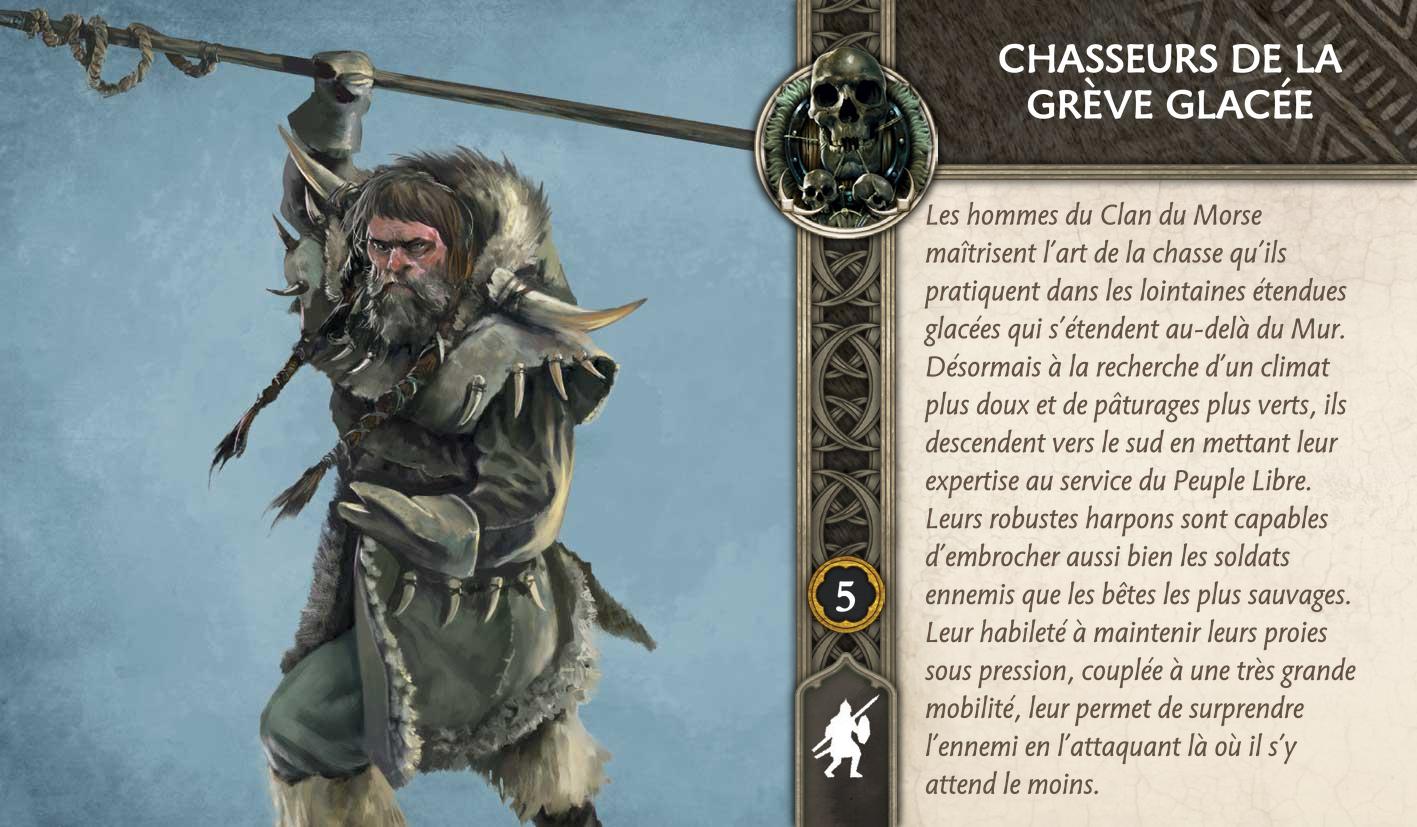 CHASSEURS DE LA
GRÈVE GLACÉE
Les hommes du Clan du Morse
maîtrisent l'art de la chasse qu'ils
pratiquent dans les lointaines étendues
glacées qui s'étendent au-delà du Mur.
Désormais à la recherche d'un climat
plus doux et de pâturages plus verts, ils
descendent vers le sud en mettant leur
expertise au service du Peuple Libre.
Leurs robustes harpons sont capables
d'embrocher aussi bien les soldats
ennemis que les bêtes les plus sauvages.
Leur habileté à maintenir leurs proies
sous pression, couplée à une très grande
mobilité, leur permet de surprendre
l'ennemi en l'attaquant là où il s'y
attend le moins.
5